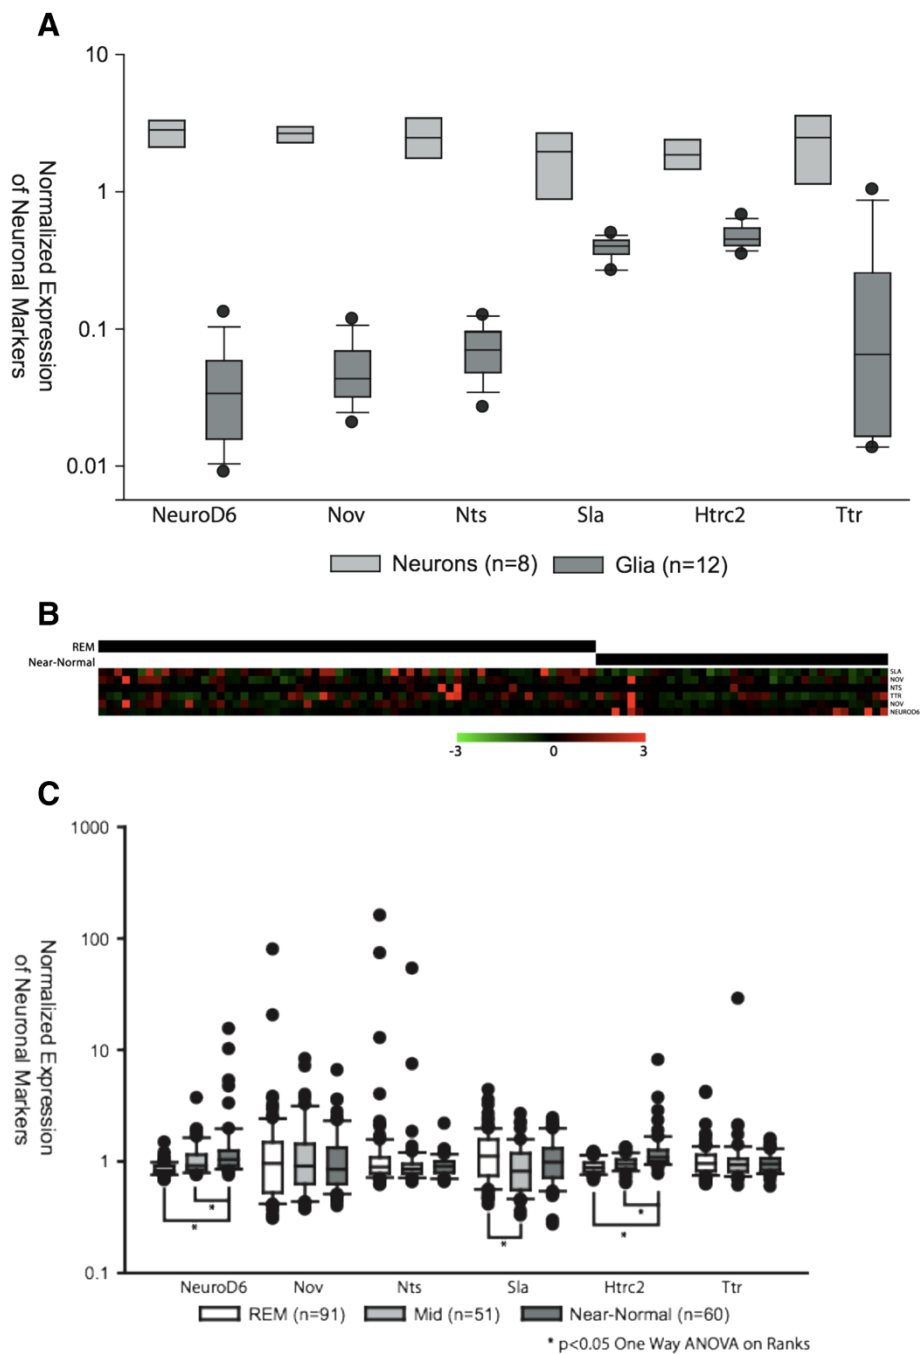 A
10
1
0.1
0.01
Normalized Expression
of Neuronal Markers
NeuroD6 Nov Nts Sla Htrc2 Ttr
Neurons (n=8) Glia (n=12)
B
REM
Near-Normal
SLA
NOV
NTS
TTR
NOV
NEUROD6
-3 0 3
C
1000
100
10
1
0.1
Normalized Expression
of Neuronal Markers
* * * * *
NeuroD6 Nov Nts Sla Htrc2 Ttr
REM (n=91) Mid (n=51) Near-Normal (n=60)
* p<0.05 One Way ANOVA on Ranks